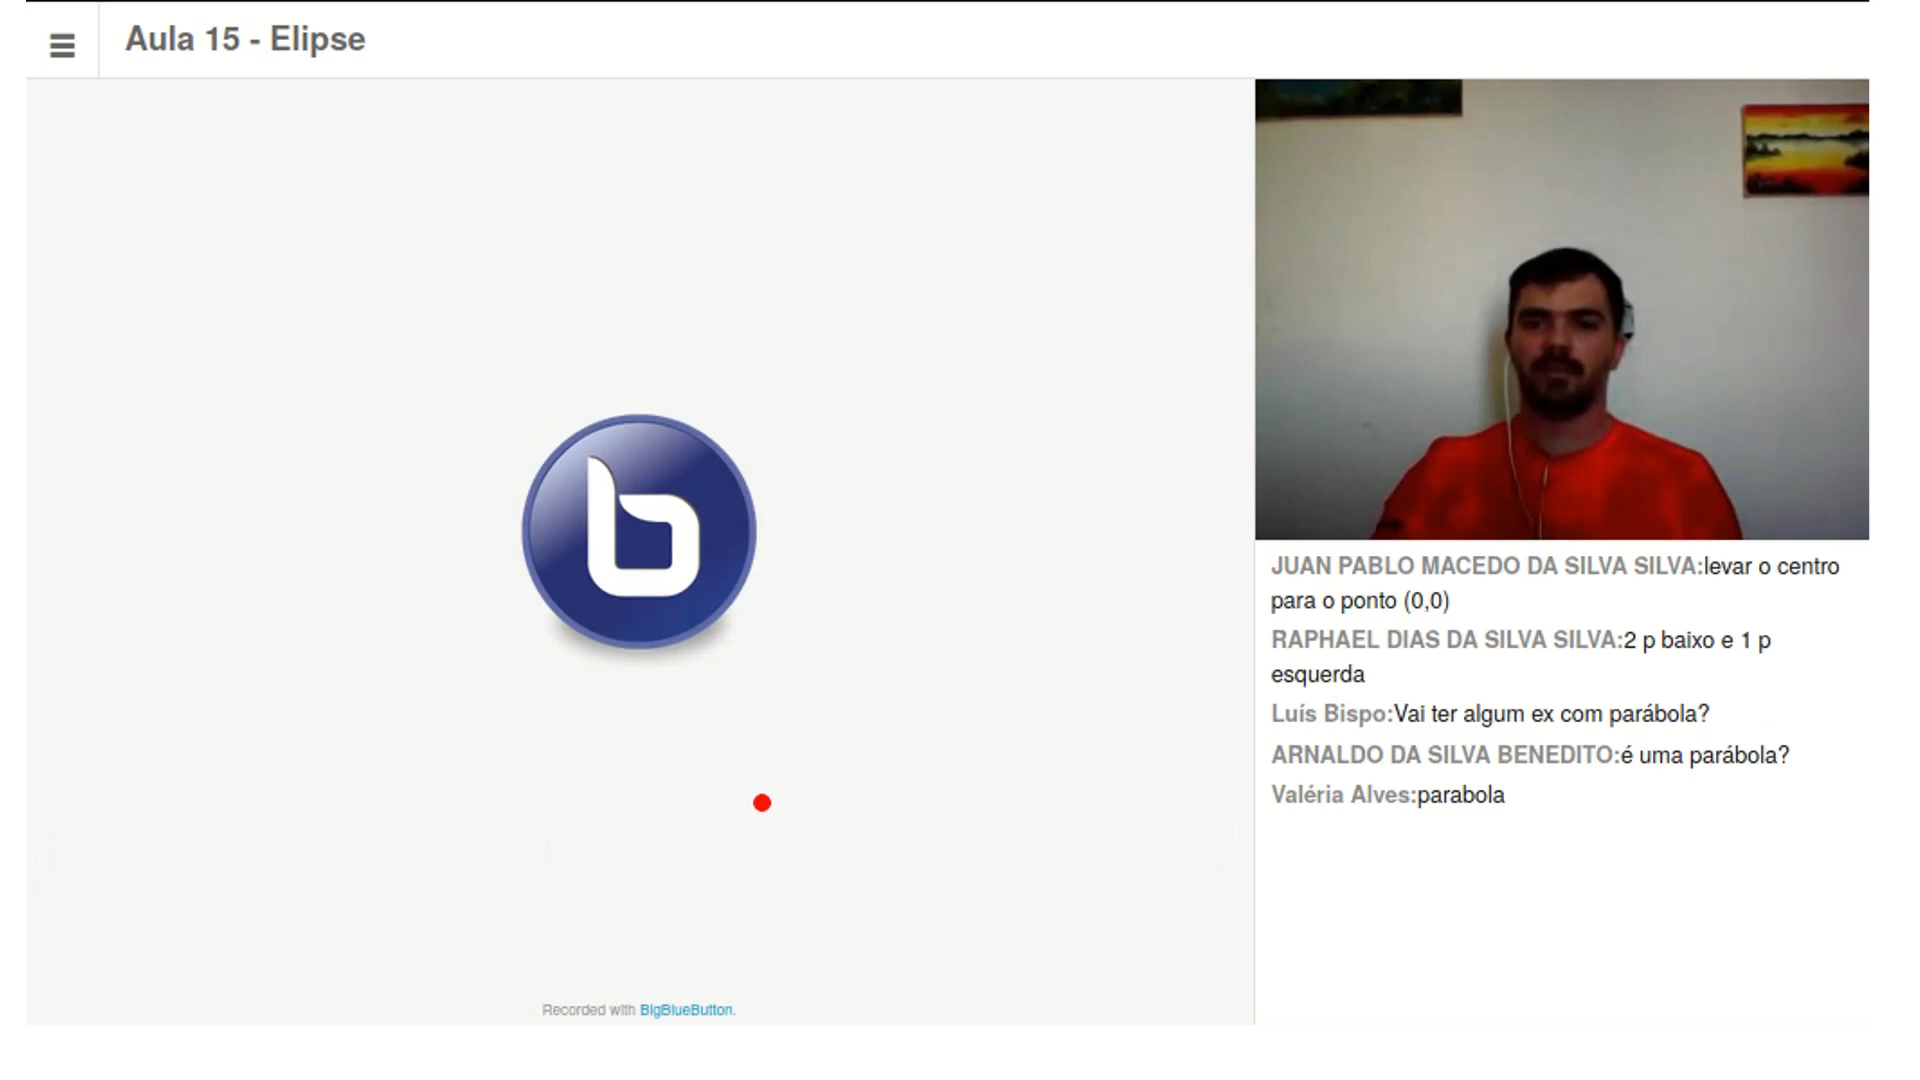 Aula 15 - Elipse
JUAN PABLO MACEDO DA SILVA SILVA:levar o centro
para o ponto (0,0)
RAPHAEL DIAS DA SILVA SILVA:2 p baixo e 1 p
esquerda
Luís Bispo:Vai ter algum ex com parábola?
ARNALDO DA SILVA BENEDITO:é uma parábola?
Valéria Alves:parabola
Recorded with BigBlueButton.